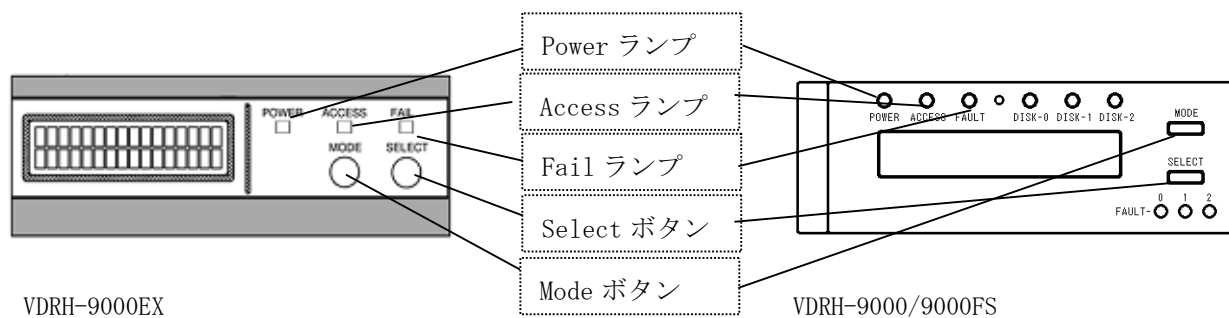 POWER ACCESS FAIL
MODE SELECT
VDRH-9000EX
Power ランプ
Access ランプ
Fail ランプ
Select ボタン
Mode ボタン
POWER ACCESS FAULT DISK-0 DISK-1 DISK-2
MODE
SELECT
0 1 2
FAULT-
VDRH-9000/9000FS